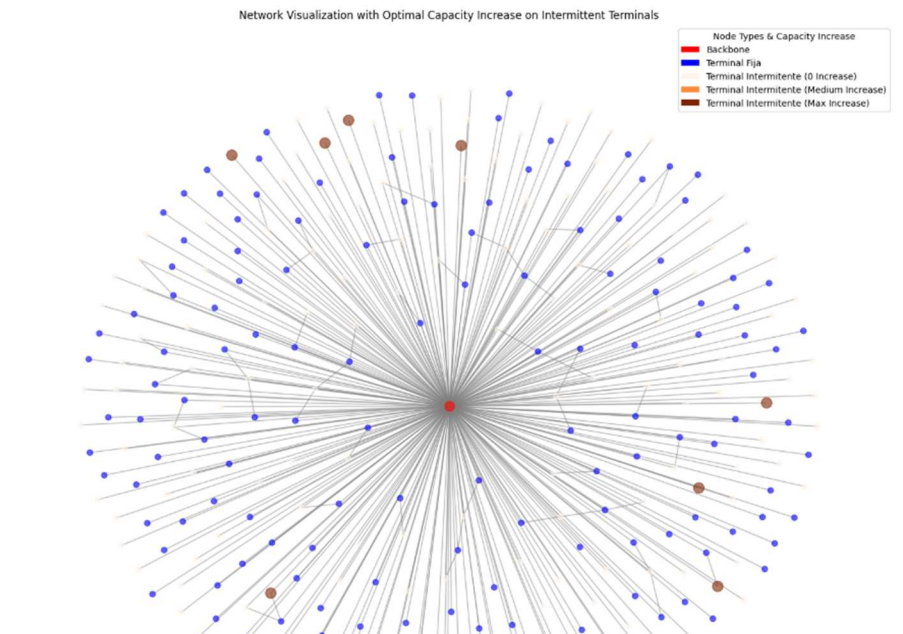 Network Visualization with Optimal Capacity Increase on Intermittent Terminals
Node Types & Capacity Increase
Backbone
Terminal Fija
Terminal Intermitente (0 Increase)
Terminal Intermitente (Medium Increase)
Terminal Intermitente (Max Increase)